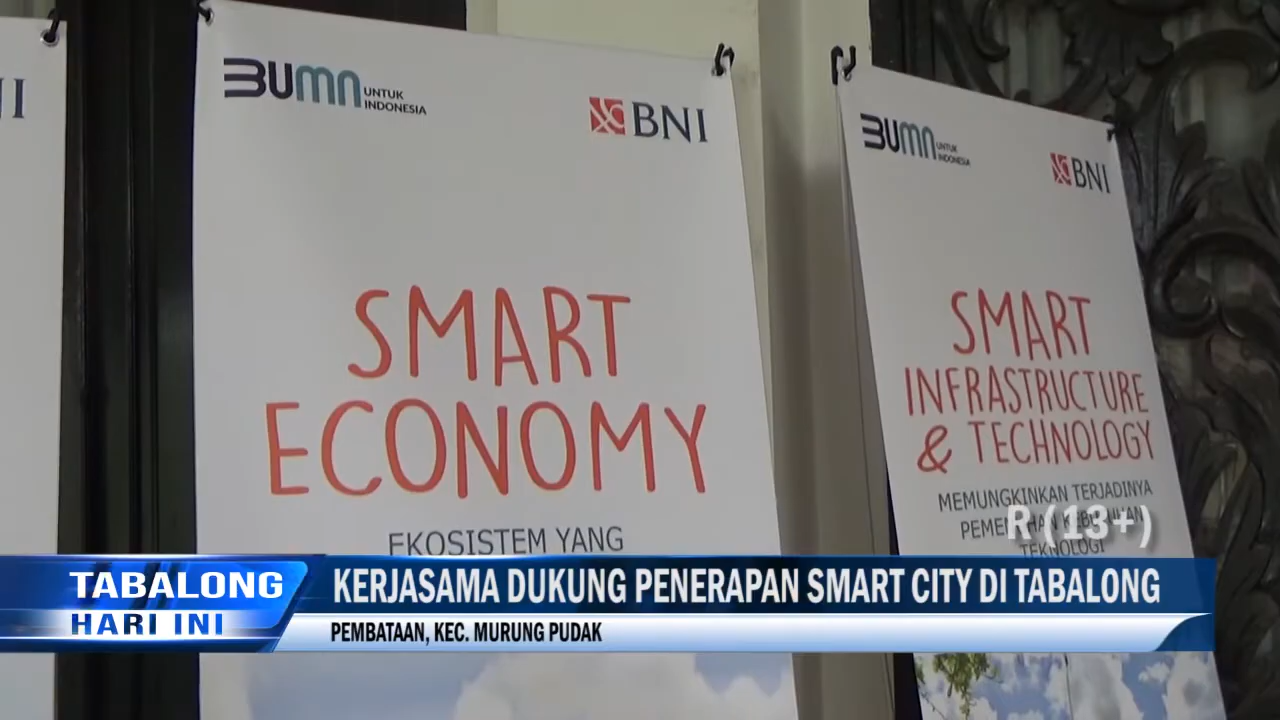 NI
BUMN UNTUK
INDONESIA
BNI
SMART
ECONOMY
EKOSISTEM YANG
BUMN UNTUK
INDONESIA
BNI
SMART
INFRASTRUCTURE
& TECHNOLOGY
MEMUNGKINKAN TERJADINYA
TEKNOLOGI
R (13+)
TABALONG
HARI INI
KERJASAMA DUKUNG PENERAPAN SMART CITY DI TABALONG
PEMBATAAN, KEC. MURUNG PUDAK